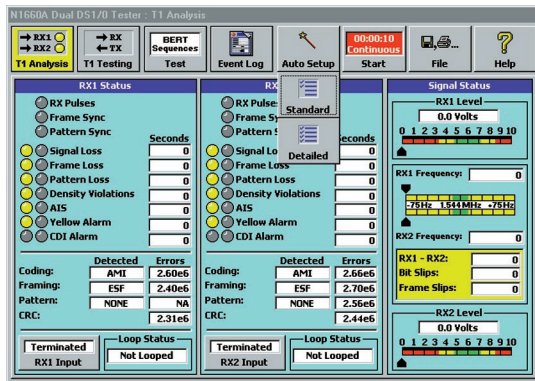 N1660A Dual DS1/0 Tester : T1 Analysis
RX1
RX2
T1 Analysis
RX
TX
T1 Testing
BERT
Sequences
Test
Event Log
Auto Setup
00:00:10
Continuous
Start
File
Help
Standard
Detailed
RX1 Status
RX Pulses
Frame Sync
Pattern Sync
Seconds
Signal Loss 0
Frame Loss 0
Pattern Loss 0
Density Violations 0
AIS 0
Yellow Alarm 0
CDI Alarm 0
Detected Errors
Coding: AMI 2.60e6
Framing: ESF 2.40e6
Pattern: NONE NA
CRC: 2.31e6
Terminated
RX1 Input
Loop Status
Not Looped
RX
RX Pulse
Frame Sy
Pattern S
Seconds
Signal Lo 0
Frame Loss 0
Pattern Loss 0
Density Violations 0
AIS 0
Yellow Alarm 0
CDI Alarm 0
Detected Errors
Coding: AMI 2.66e6
Framing: ESF 2.70e6
Pattern: NONE 2.56e6
CRC: 2.44e6
Terminated
RX2 Input
Loop Status
Not Looped
Signal Status
RX1 Level
0.0 Volts
0 1 2 3 4 5 6 7 8 9 10
RX1 Frequency: 0
-75Hz 1.544MHz +75Hz
RX2 Frequency: 0
RX1 - RX2: 0
Bit Slips: 0
Frame Slips: 0
RX2 Level
0.0 Volts
0 1 2 3 4 5 6 7 8 9 10